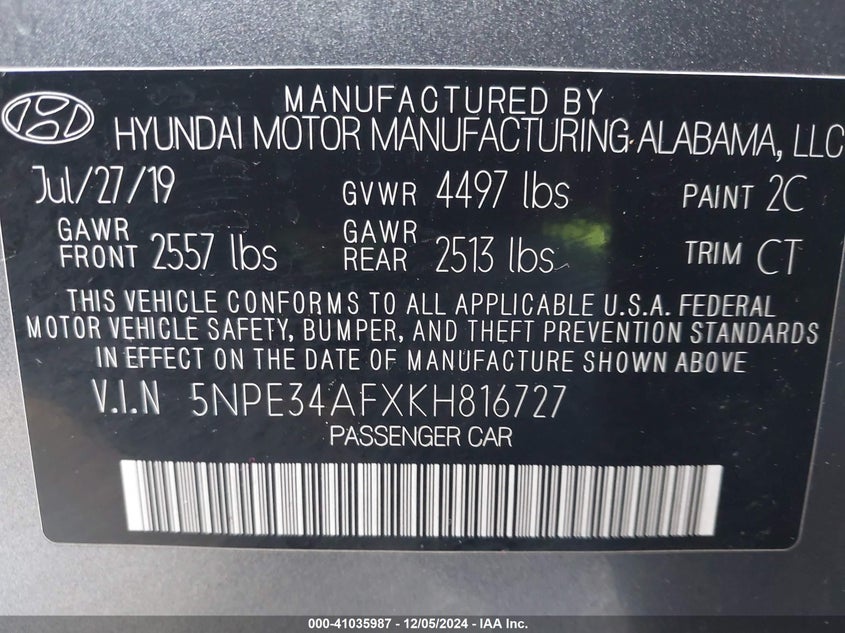 MANUFACTURED BY
HYUNDAI MOTOR MANUFACTURING ALABAMA, LLC
Jul/27/19 GVWR 4497 lbs PAINT 2C
GAWR FRONT 2557 lbs GAWR REAR 2513 lbs TRIM CT
THIS VEHICLE CONFORMS TO ALL APPLICABLE U.S.A. FEDERAL
MOTOR VEHICLE SAFETY, BUMPER, AND THEFT PREVENTION STANDARDS
IN EFFECT ON THE DATE OF MANUFACTURE SHOWN ABOVE
V.I.N 5NPE34AFXKH816727
PASSENGER CAR
000-41035987 - 12/05/2024 - IAA Inc.